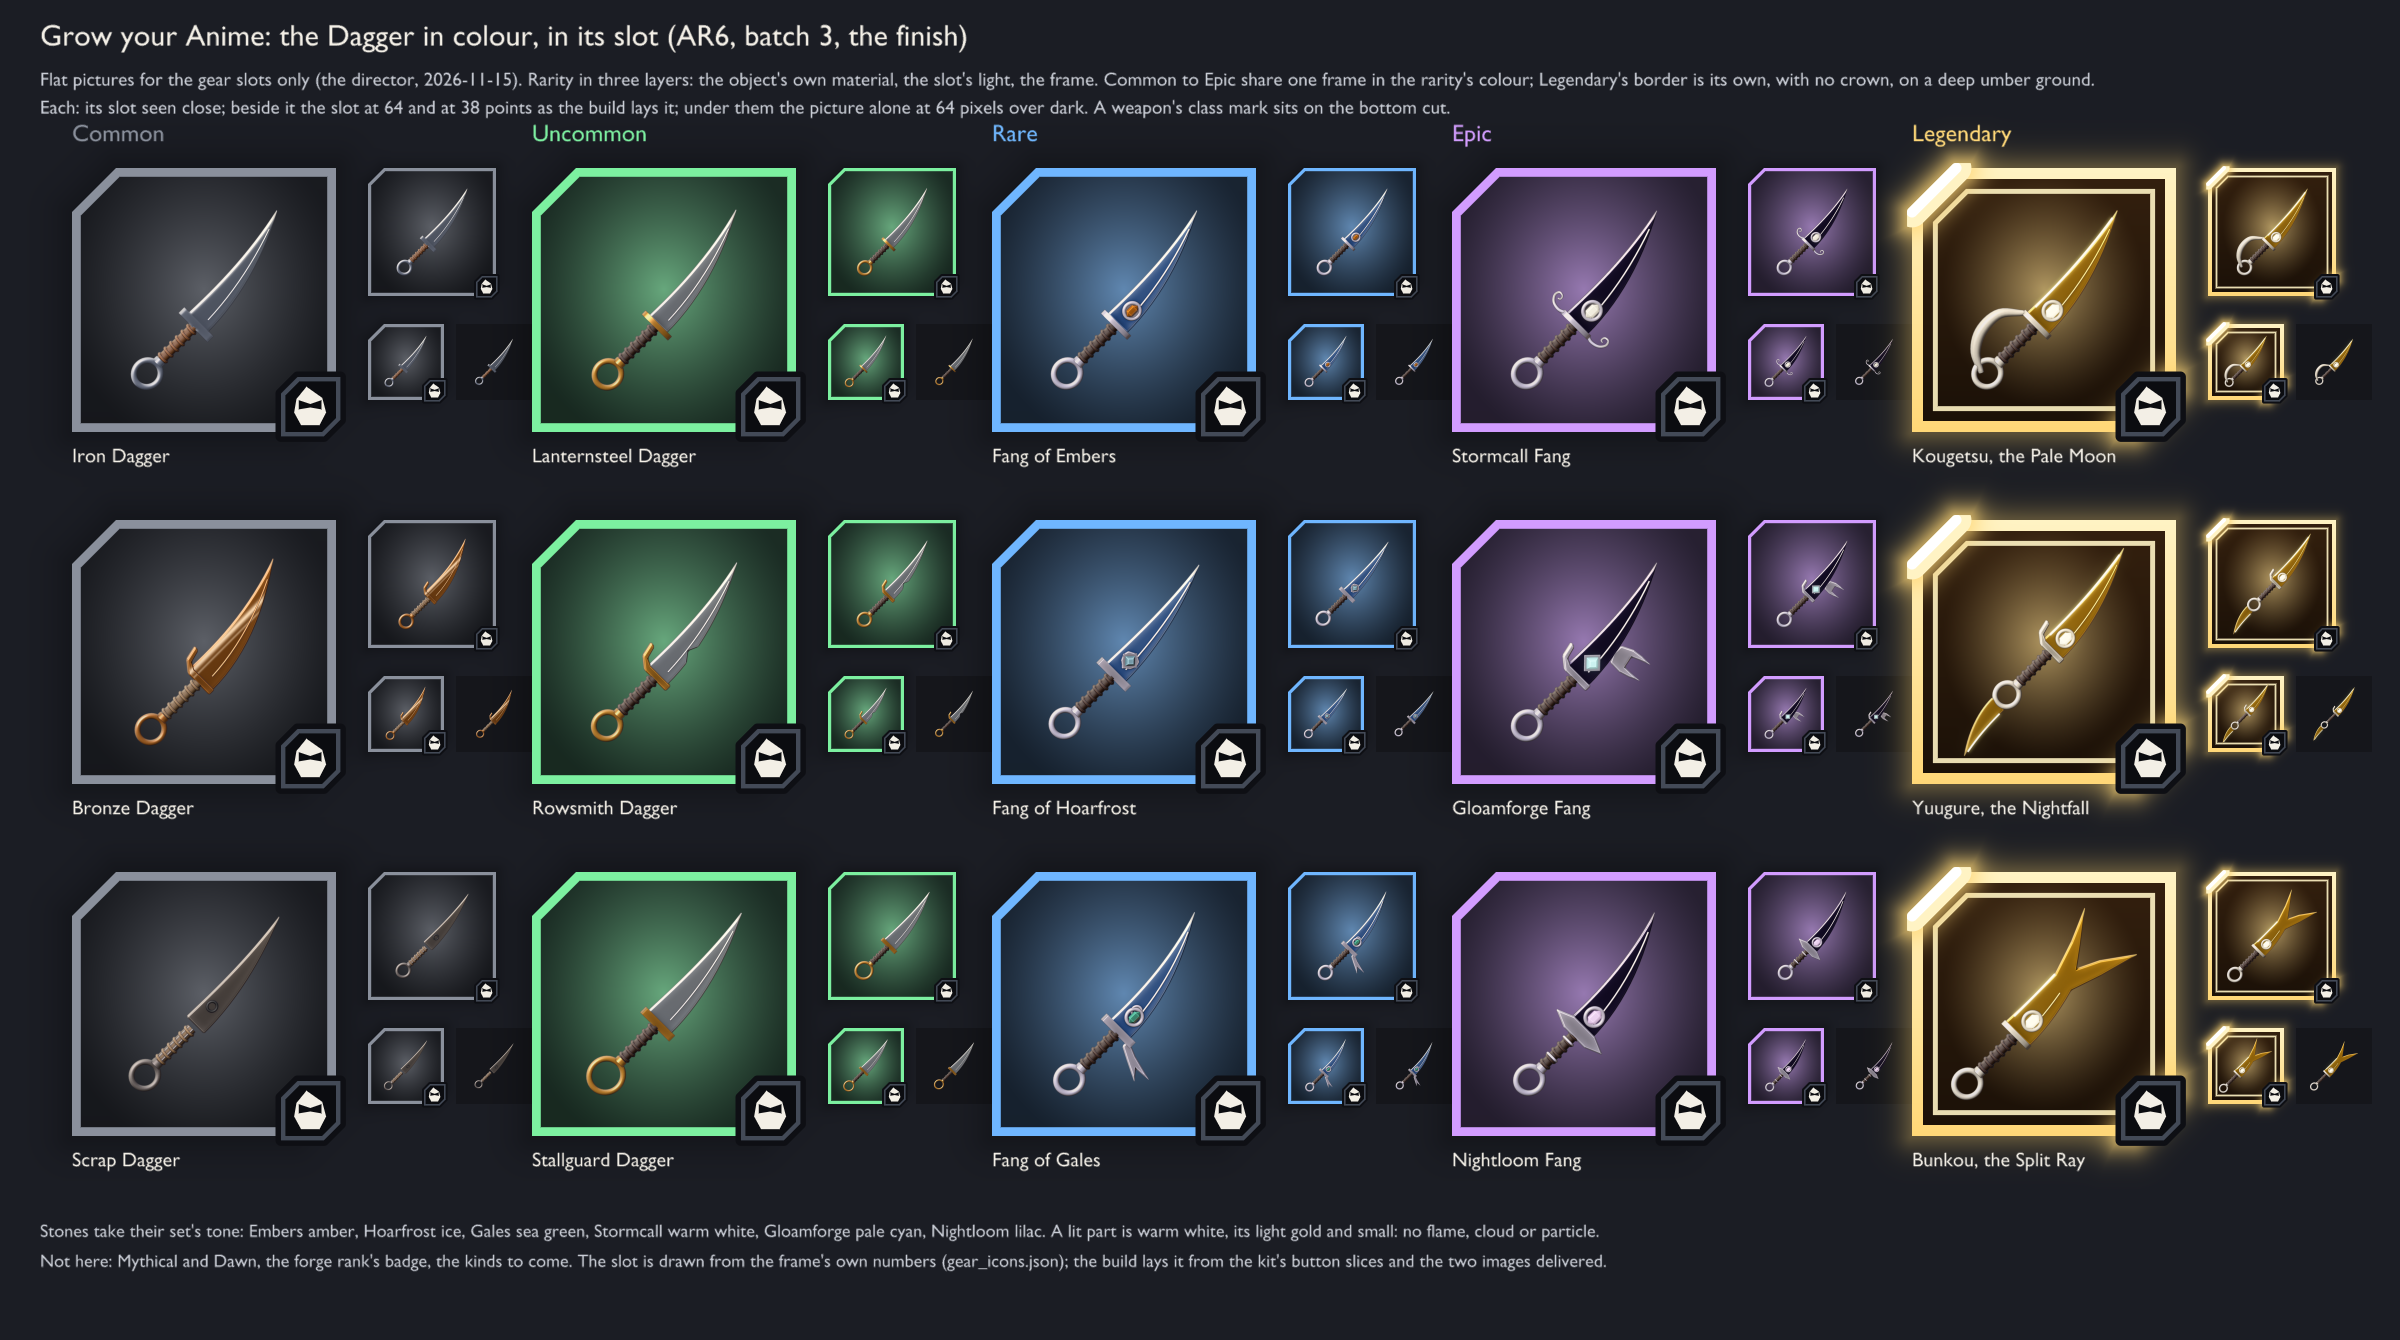 Grow your Anime: the Dagger in colour, in its slot (AR6, batch 3, the finish)
Flat pictures for the gear slots only (the director, 2026-11-15). Rarity in three layers: the object's own material, the slot's light, the frame. Common to Epic share one frame in the rarity's colour; Legendary's border is its own, with no crown, on a deep umber ground.
Each: its slot seen close; beside it the slot at 64 and at 38 points as the build lays it; under them the picture alone at 64 pixels over dark. A weapon's class mark sits on the bottom cut.
Common Uncommon Rare Epic Legendary
Iron Dagger Lanternsteel Dagger Fang of Embers Stormcall Fang Kougetsu, the Pale Moon
Bronze Dagger Rowsmith Dagger Fang of Hoarfrost Gloamforge Fang Yuugure, the Nightfall
Scrap Dagger Stallguard Dagger Fang of Gales Nightloom Fang Bunkou, the Split Ray
Stones take their set's tone: Embers amber, Hoarfrost ice, Gales sea green, Stormcall warm white, Gloamforge pale cyan, Nightloom lilac. A lit part is warm white, its light gold and small: no flame, cloud or particle.
Not here: Mythical and Dawn, the forge rank's badge, the kinds to come. The slot is drawn from the frame's own numbers (gear_icons.json); the build lays it from the kit's button slices and the two images delivered.